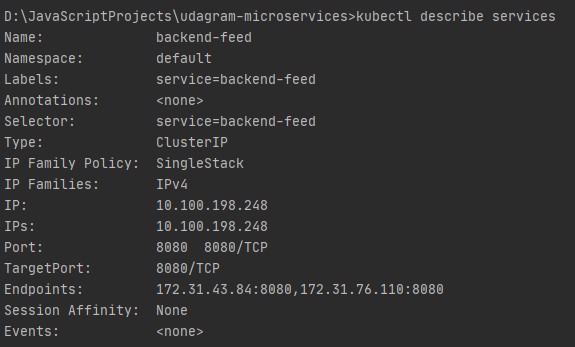 D:\JavaScriptProjects\udagram-microservices>kubectl describe services
Name:              backend-feed
Namespace:         default
Labels:            service=backend-feed
Annotations:       <none>
Selector:          service=backend-feed
Type:              ClusterIP
IP Family Policy:  SingleStack
IP Families:       IPv4
IP:                10.100.198.248
IPs:               10.100.198.248
Port:              8080  8080/TCP
TargetPort:        8080/TCP
Endpoints:         172.31.43.84:8080,172.31.76.110:8080
Session Affinity:  None
Events:            <none>